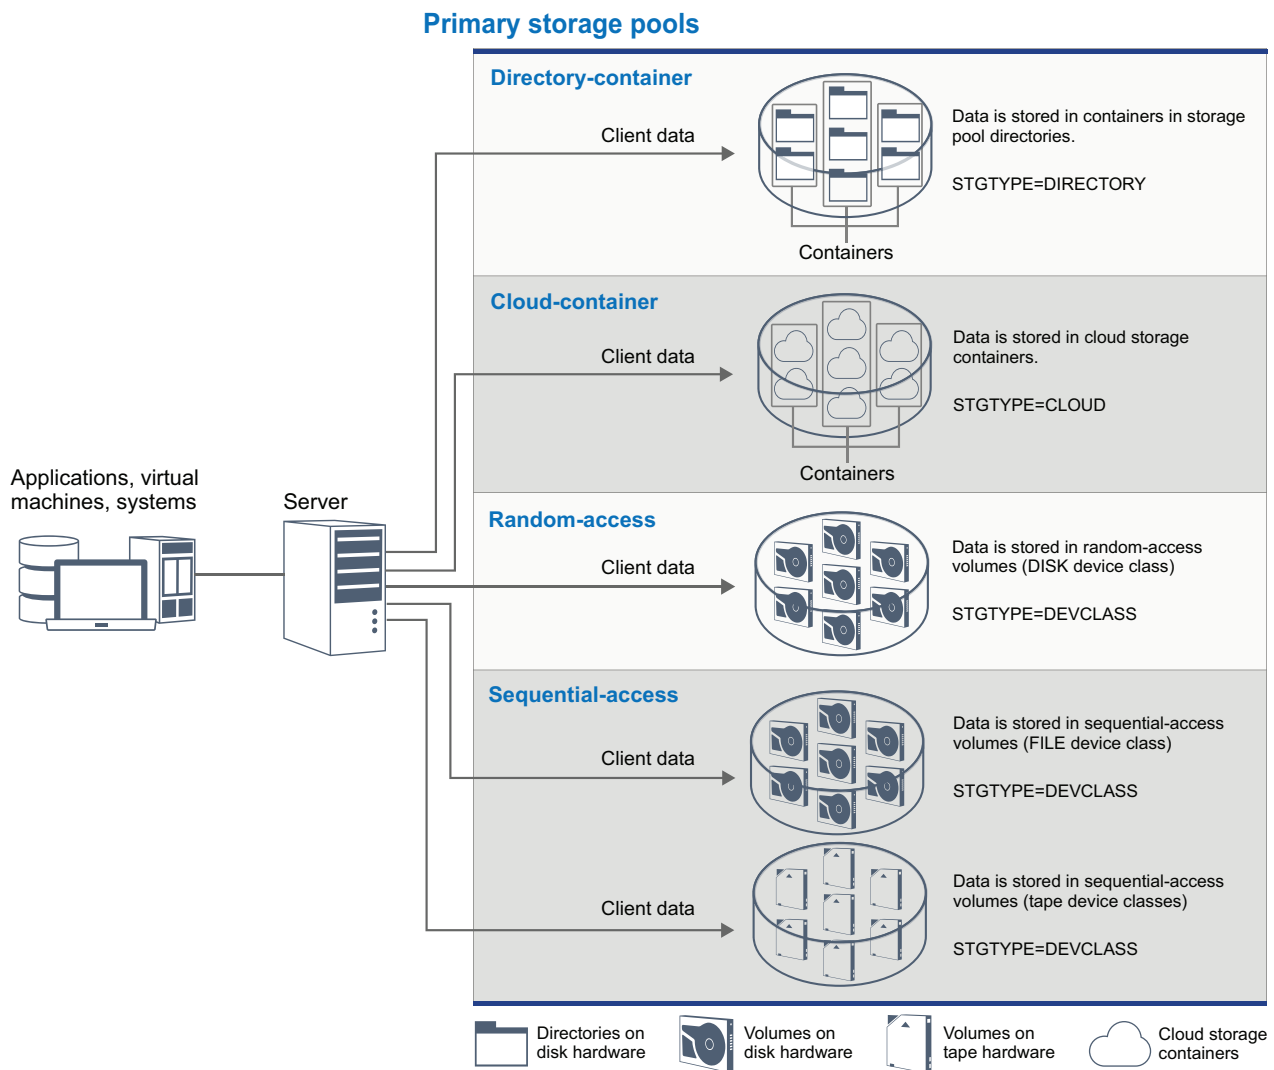 Primary storage pools
Directory-container
Client data
Data is stored in containers in storage
pool directories.
STGTYPE=DIRECTORY
Containers
Cloud-container
Client data
Data is stored in cloud storage
containers.
STGTYPE=CLOUD
Containers
Applications, virtual
machines, systems
Server
Random-access
Client data
Data is stored in random-access
volumes (DISK device class)
STGTYPE=DEVCLASS
Sequential-access
Client data
Data is stored in sequential-access
volumes (FILE device class)
STGTYPE=DEVCLASS
Client data
Data is stored in sequential-access
volumes (tape device classes)
STGTYPE=DEVCLASS
Directories on
disk hardware
Volumes on
disk hardware
Volumes on
tape hardware
Cloud storage
containers